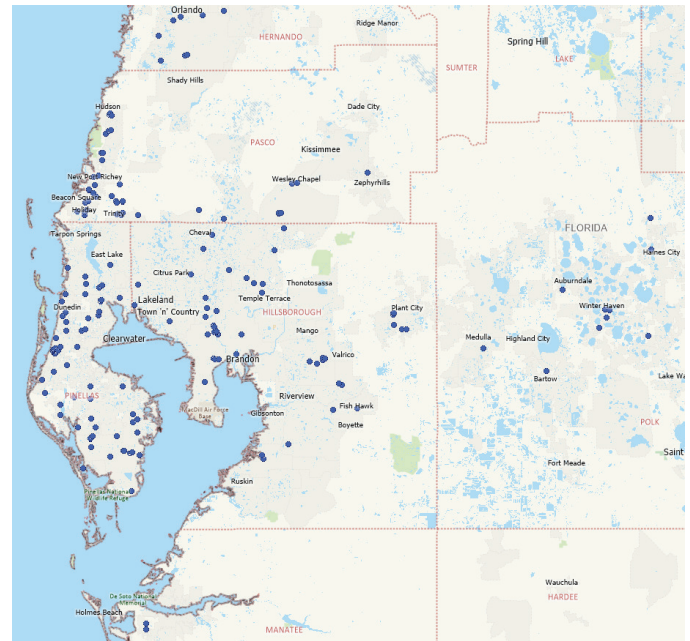 Orlando
Ridge Manor
HERNANDO
Spring Hill
LAKE
SUMTER
Shady Hills
Hudson
Dade City
PASCO
Kissimmee
New Port Richey
Wesley Chapel
Zephyrhills
Beacon Square
Holiday
Trinity
Tarpon Springs
Cheval
FLORIDA
East Lake
Haines City
Citrus Park
Thonotosassa
Auburndale
Lakeland
Temple Terrace
Dunedin
Town 'n' Country
HILLSBOROUGH
Plant City
Winter Haven
Mango
Clearwater
Medulla
Highland City
Brandon
Valrico
Bartow
Lake Wa
PINELLAS
Riverview
MacDill Air Force
Base
Gibsonton
Fish Hawk
Boyette
POLK
Saint
Fort Meade
Ruskin
Pinellas National
Wildlife Refuge
Wauchula
De Soto National
Memorial
HARDEE
Holmes Beach
MANATEE